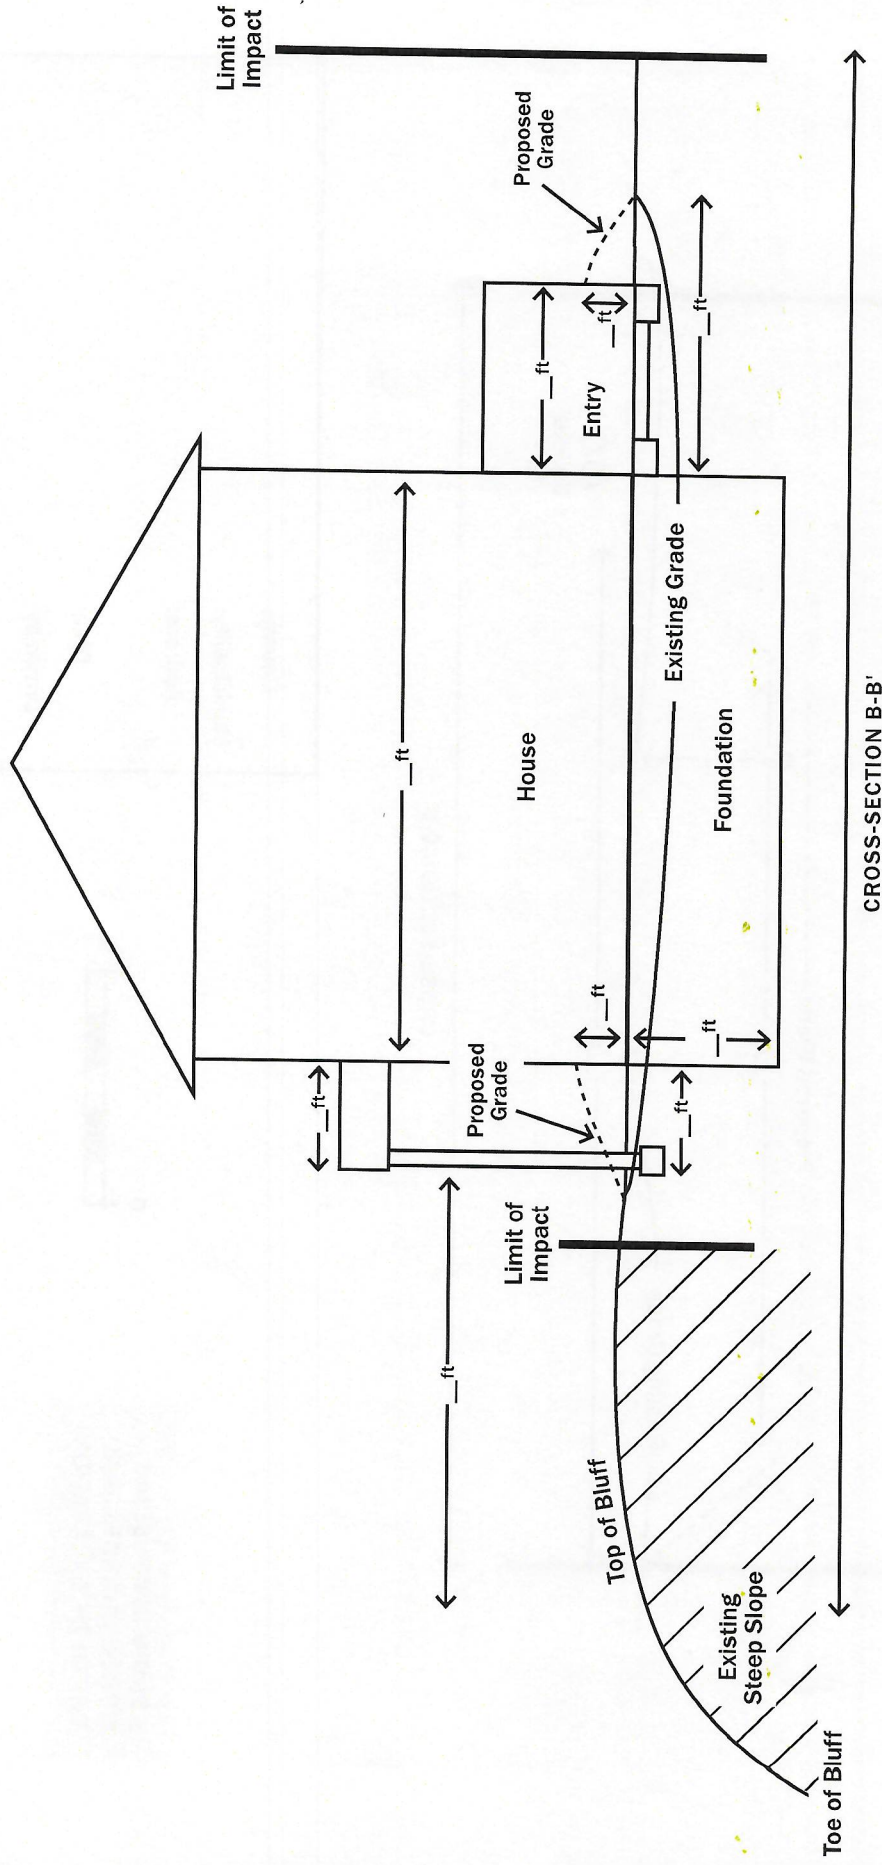 Limit of
Impact
Proposed
Grade
__ft
__ft
Entry
__ft
__ft
House
Existing Grade
Foundation
__ft
__ft
__ft
__ft
Proposed
Grade
__ft
Limit of
Impact
Top of Bluff
Existing
Steep Slope
Toe of Bluff
CROSS-SECTION B-B'